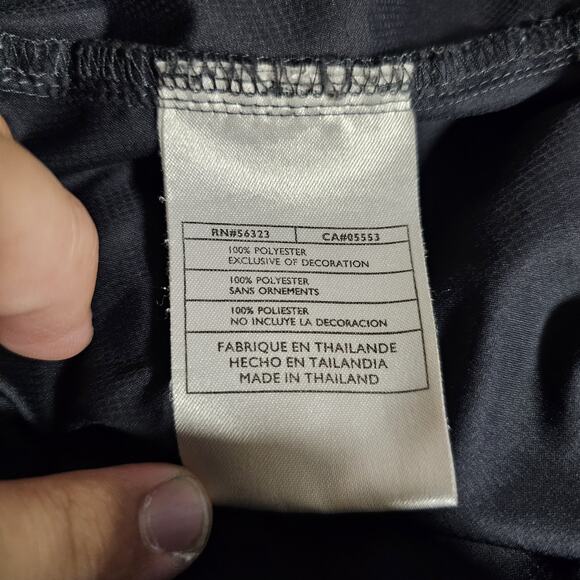 RN#56323 CA#05553
100% POLYESTER
EXCLUSIVE OF DECORATION
100% POLYESTER
SANS ORNEMENTS
100% POLIESTER
NO INCLUYE LA DECORACION
FABRIQUE EN THAILANDE
HECHO EN TAILANDIA
MADE IN THAILAND